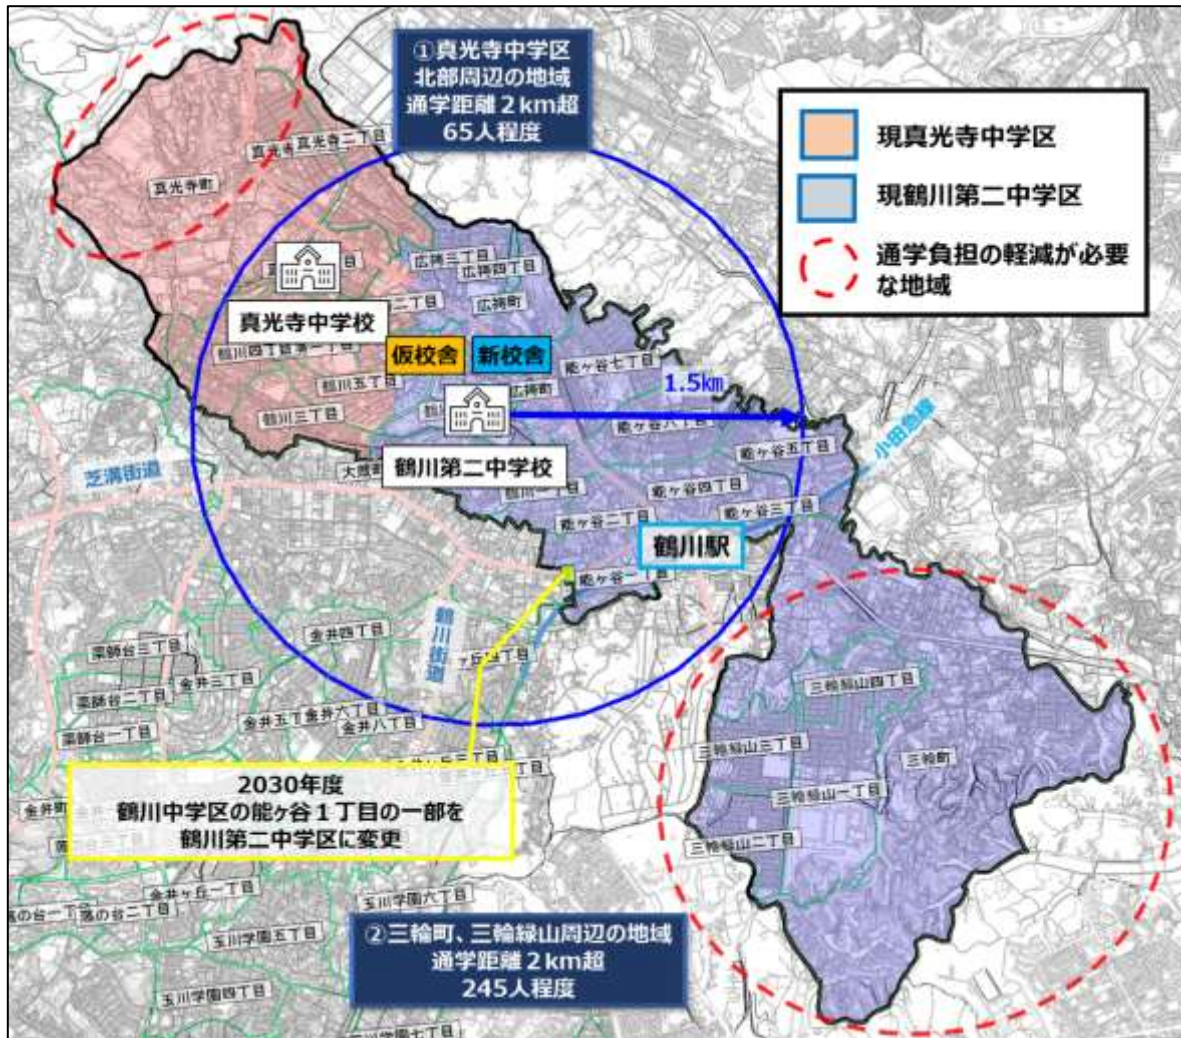 ①真光寺中学区
北部周辺の地域
通学距離2km超
65人程度
現真光寺中学区
現鶴川第二中学区
通学負担の軽減が必要
な地域
真光寺二丁目
真光寺町
広袴三丁目
広袴四丁目
広袴町
真光寺中学校
仮校舎
新校舎
能ヶ谷七丁目
1.5km
鶴川五丁目
広袴町
鶴川三丁目
能ヶ谷八丁目
能ヶ谷五丁目
小田急線
芝溝街道
鶴川第二中学校
能ヶ谷四丁目
能ヶ谷三丁目
能ヶ谷二丁目
鶴川駅
能ヶ谷一丁目
鶴川街道
金井四丁目
薬師台三丁目
金井三丁目
薬師台二丁目
金井六丁目
金井八丁目
薬師台一丁目
三輪緑山四丁目
三輪緑山三丁目
三輪町
三輪緑山一丁目
三輪緑山二丁目
2030年度
鶴川中学区の能ヶ谷1丁目の一部を
鶴川第二中学区に変更
金井町
金井ヶ丘一丁目
玉川学園六丁目
玉川学園五丁目
玉川学園四丁目
②三輪町、三輪緑山周辺の地域
通学距離2km超
245人程度